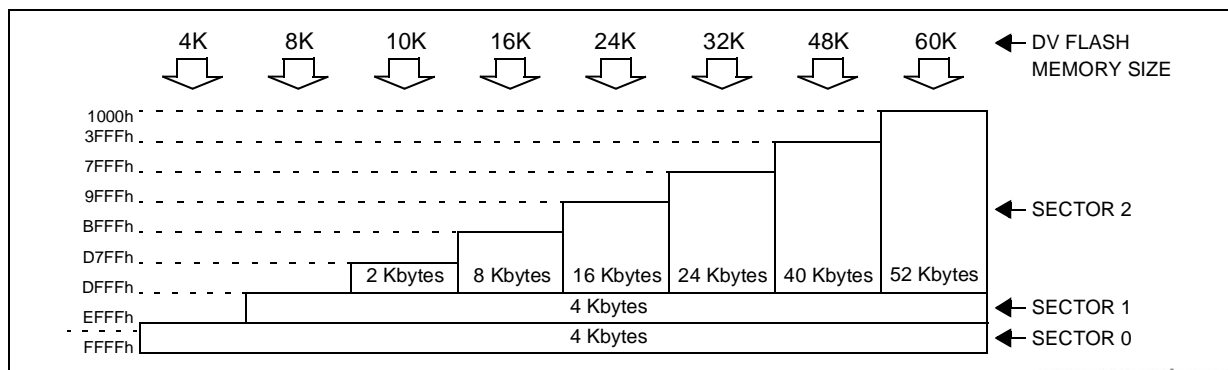 4K 8K 10K 16K 24K 32K 48K 60K DV FLASH
MEMORY SIZE
1000h
3FFFh
7FFFh
9FFFh
BFFFh
D7FFh
DFFFh
EFFFh
FFFFh
SECTOR 2
2 Kbytes 8 Kbytes 16 Kbytes 24 Kbytes 40 Kbytes 52 Kbytes
4 Kbytes SECTOR 1
4 Kbytes SECTOR 0